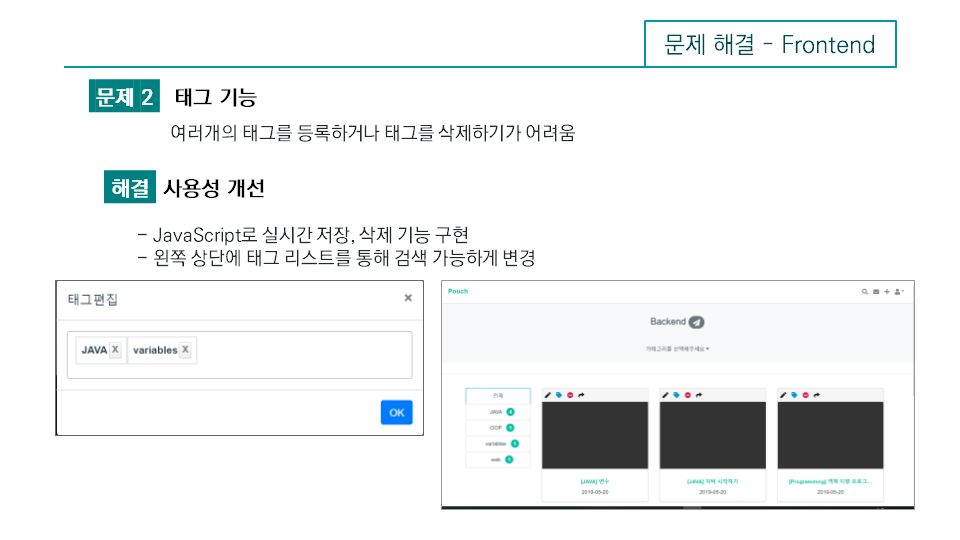 문제 해결 - Frontend
문제 2 태그 기능
여러개의 태그를 등록하거나 태그를 삭제하기가 어려움
해결 사용성 개선
- JavaScript로 실시간 저장, 삭제 기능 구현
- 왼쪽 상단에 태그 리스트를 통해 검색 가능하게 변경
태그편집 ×
JAVA X variables X
OK
Pouch
Backend
카테고리를 선택해주세요
전체
JAVA 4
OOP 1
variables 1
web 1
[JAVA] 변수
2019-05-20
[JAVA] 자바 시작하기
2019-05-20
[Programming] 객체 지향 프로그...
2019-05-20